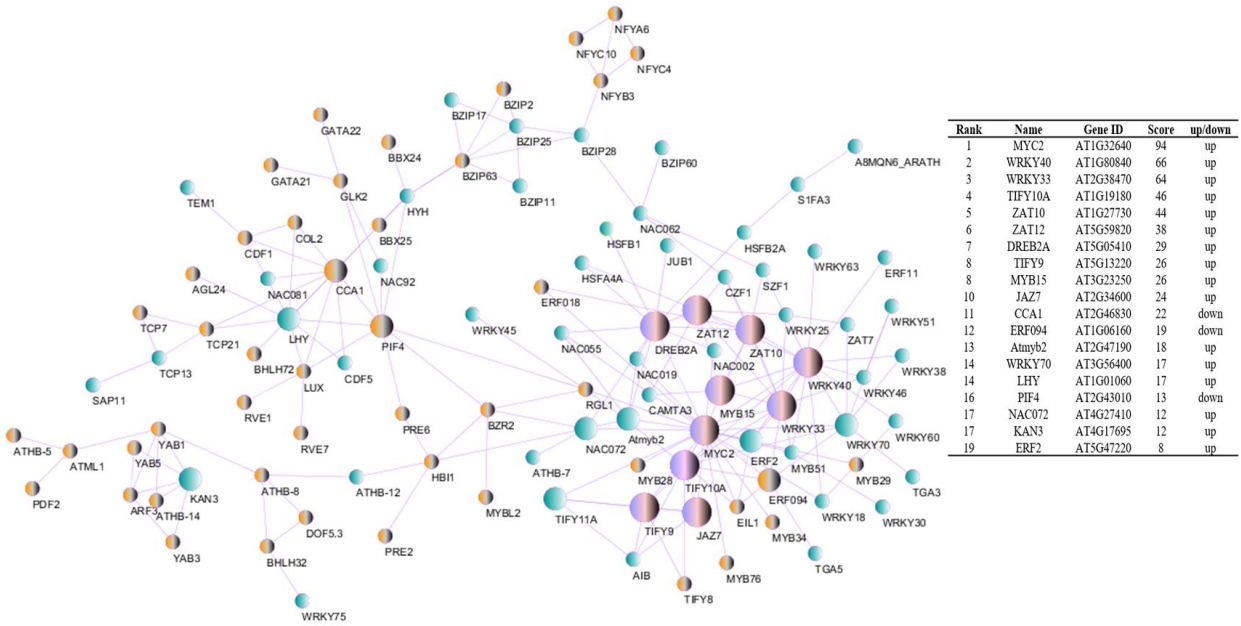 NFYA6
NFYC10
NFYC4
NFYB3
BZIP2
BZIP17
BZIP25
BZIP28
GATA22
BBX24
BZIP63
BZIP60
A8MQN6_ARATH
GATA21
GLK2
BZIP11
S1FA3
TEM1
HYH
NAC062
COL2
BBX25
HSFB1
HSFB2A
CDF1
JUB1
WRKY63
ERF11
AGL24
NAC081
CCA1
NAC92
HSFA4A
CZF1
SZF1
ERF018
WRKY51
TCP7
TCP21
LHY
PIF4
WRKY45
ZAT12
WRKY25
ZAT7
DREB2A
ZAT10
NAC055
NAC002
BHLH72
CDF5
TCP13
LUX
NAC019
WRKY40
WRKY46
WRKY38
SAP11
RVE1
RGL1
CAMTA3
MYB15
WRKY33
RVE7
PRE6
BZR2
NAC072
Atmyb2
MYC2
ERF2
WRKY70
WRKY60
ATHB-5
ATML1
YAB1
YAB5
KAN3
ATHB-8
ATHB-12
HBI1
ATHB-7
MYB28
MYB51
MYB29
TGA3
PDF2
ARF3
ATHB-14
TIFY10A
ERF094
WRKY18
WRKY30
YAB3
DOF5.3
MYBL2
TIFY11A
TIFY9
JAZ7
EIL1
MYB34
BHLH32
PRE2
TGA5
AIB
MYB76
TIFY8
WRKY75
Rank Name Gene ID Score up/down
1 MYC2 AT1G32640 94 up
2 WRKY40 AT1G80840 66 up
3 WRKY33 AT2G38470 64 up
4 TIFY10A AT1G19180 46 up
5 ZAT10 AT1G27730 44 up
6 ZAT12 AT5G59820 38 up
7 DREB2A AT5G05410 29 up
8 TIFY9 AT5G13220 26 up
8 MYB15 AT3G23250 26 up
10 JAZ7 AT2G34600 24 up
11 CCA1 AT2G46830 22 down
12 ERF094 AT1G06160 19 down
13 Atmyb2 AT2G47190 18 up
14 WRKY70 AT3G56400 17 up
14 LHY AT1G01060 17 up
16 PIF4 AT2G43010 13 down
17 NAC072 AT4G27410 12 up
17 KAN3 AT4G17695 12 up
19 ERF2 AT5G47220 8 up